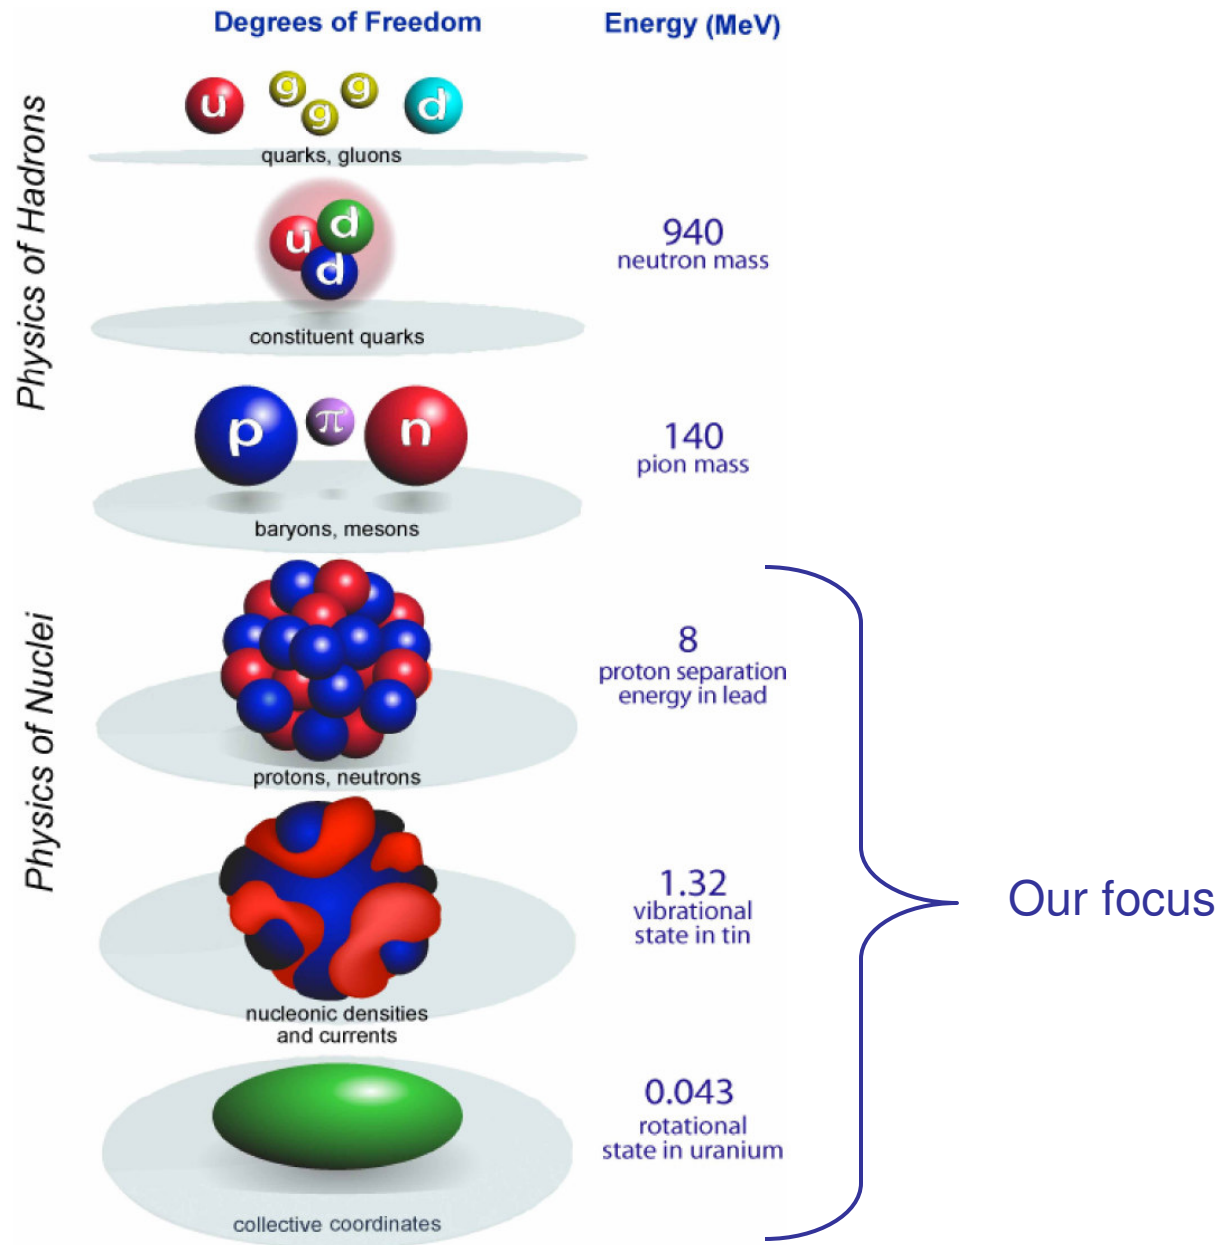 Degrees of Freedom
Energy (MeV)
Physics of Hadrons
u g g g d
quarks, gluons
u d d
940
neutron mass
constituent quarks
p π n
140
pion mass
baryons, mesons
Physics of Nuclei
8
proton separation
energy in lead
protons, neutrons
1.32
vibrational
state in tin
Our focus
nucleonic densities
and currents
0.043
rotational
state in uranium
collective coordinates